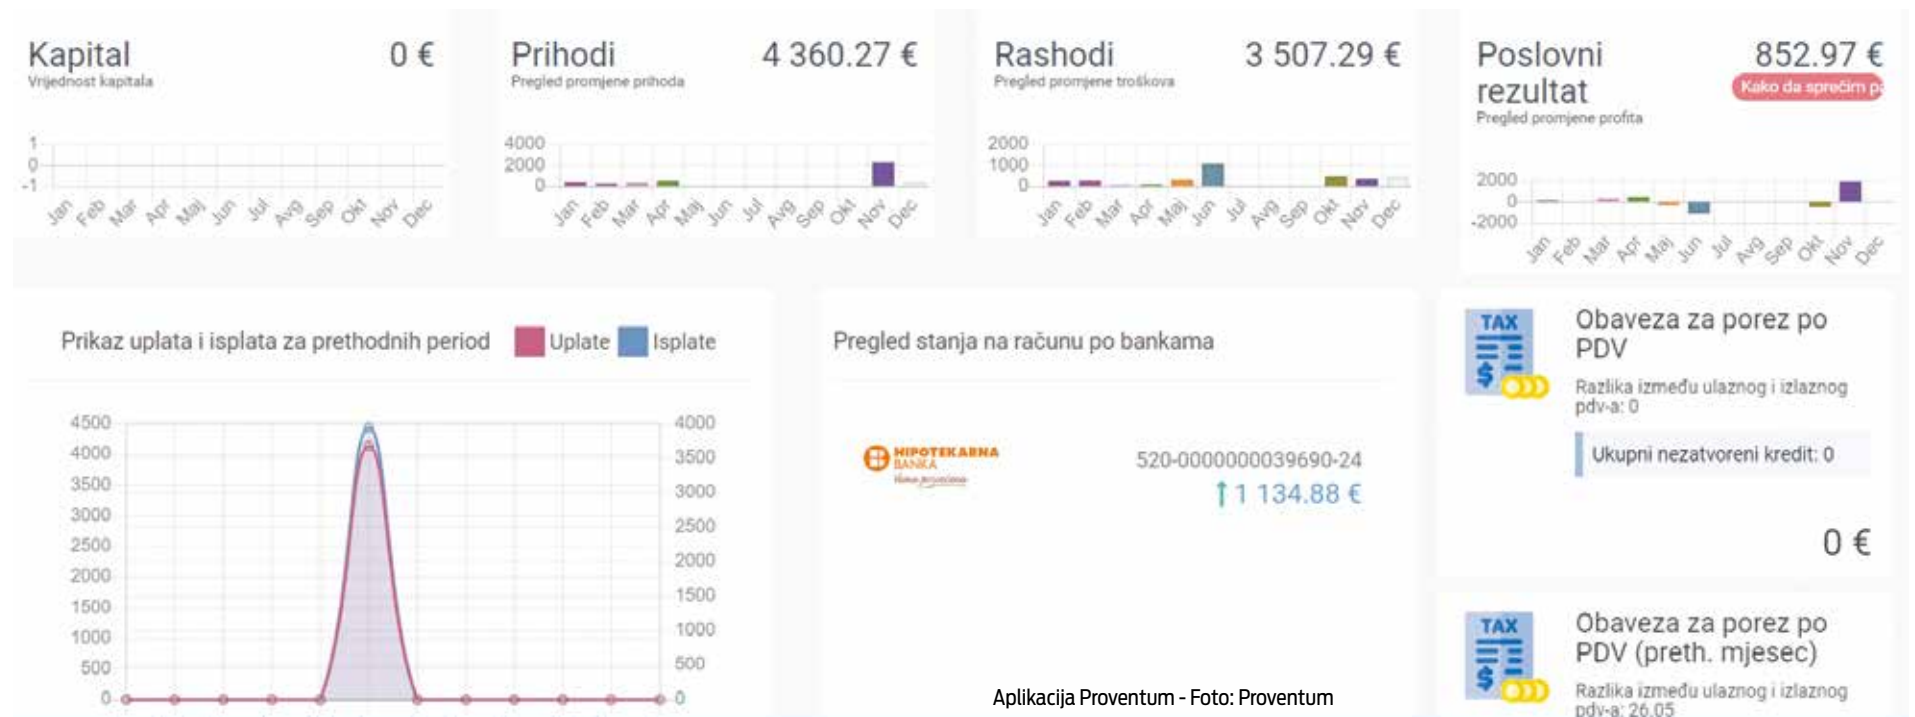 Kapital
0 €
Vrijednost kapitala
1
0
-1
Jan Feb Mar Apr Maj Jun Jul Avg Sep Okt Nov Dec
Prihodi
4 360.27 €
Pregled promjene prihoda
4000
2000
0
Jan Feb Mar Apr Maj Jun Jul Avg Sep Okt Nov Dec
Rashodi
3 507.29 €
Pregled promjene troškova
2000
1000
0
Jan Feb Mar Apr Maj Jun Jul Avg Sep Okt Nov Dec
Poslovni
rezultat
852.97 €
Kako da sprečim pa
Pregled promjene profita
2000
0
-2000
Jan Feb Mar Apr Maj Jun Jul Avg Sep Okt Nov Dec
Prikaz uplata i isplata za prethodnih period
Uplate
Isplate
4500
4000
3500
3000
2500
2000
1500
1000
500
0
4000
3500
3000
2500
2000
1500
1000
500
0
Pregled stanja na računu po bankama
HIPOTEKARNA
BANKA
520-0000000039690-24
1 134.88 €
Aplikacija Proventum - Foto: Proventum
TAX
$
Obaveza za porez po
PDV
Razlika između ulaznog i izlaznog
pdv-a: 0
Ukupni nezatvoreni kredit: 0
0 €
TAX
$
Obaveza za porez po
PDV (preth. mjesec)
Razlika između ulaznog i izlaznog
pdv-a: 26.05